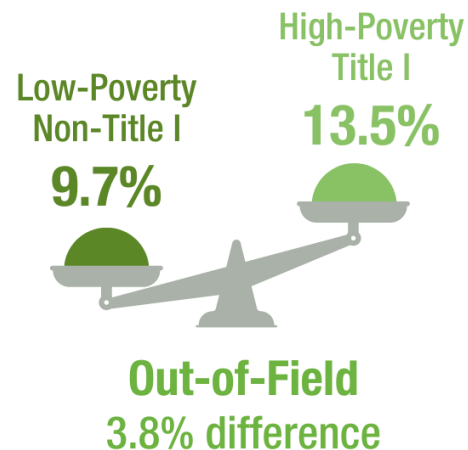 High-Poverty
Title I
13.5%
Low-Poverty
Non-Title I
9.7%
Out-of-Field
3.8% difference